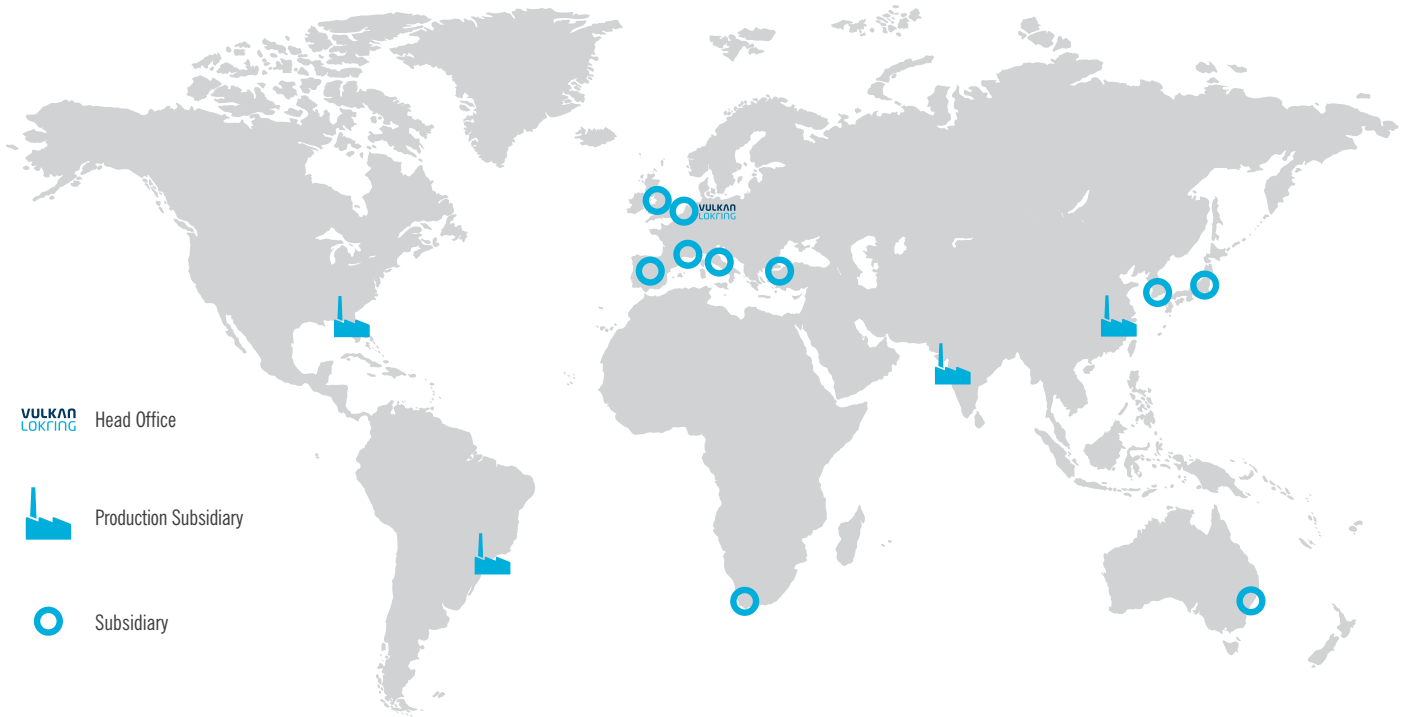 VULKAN
LOKRING
VULKAN
LOKRING
Head Office
Production Subsidiary
Subsidiary